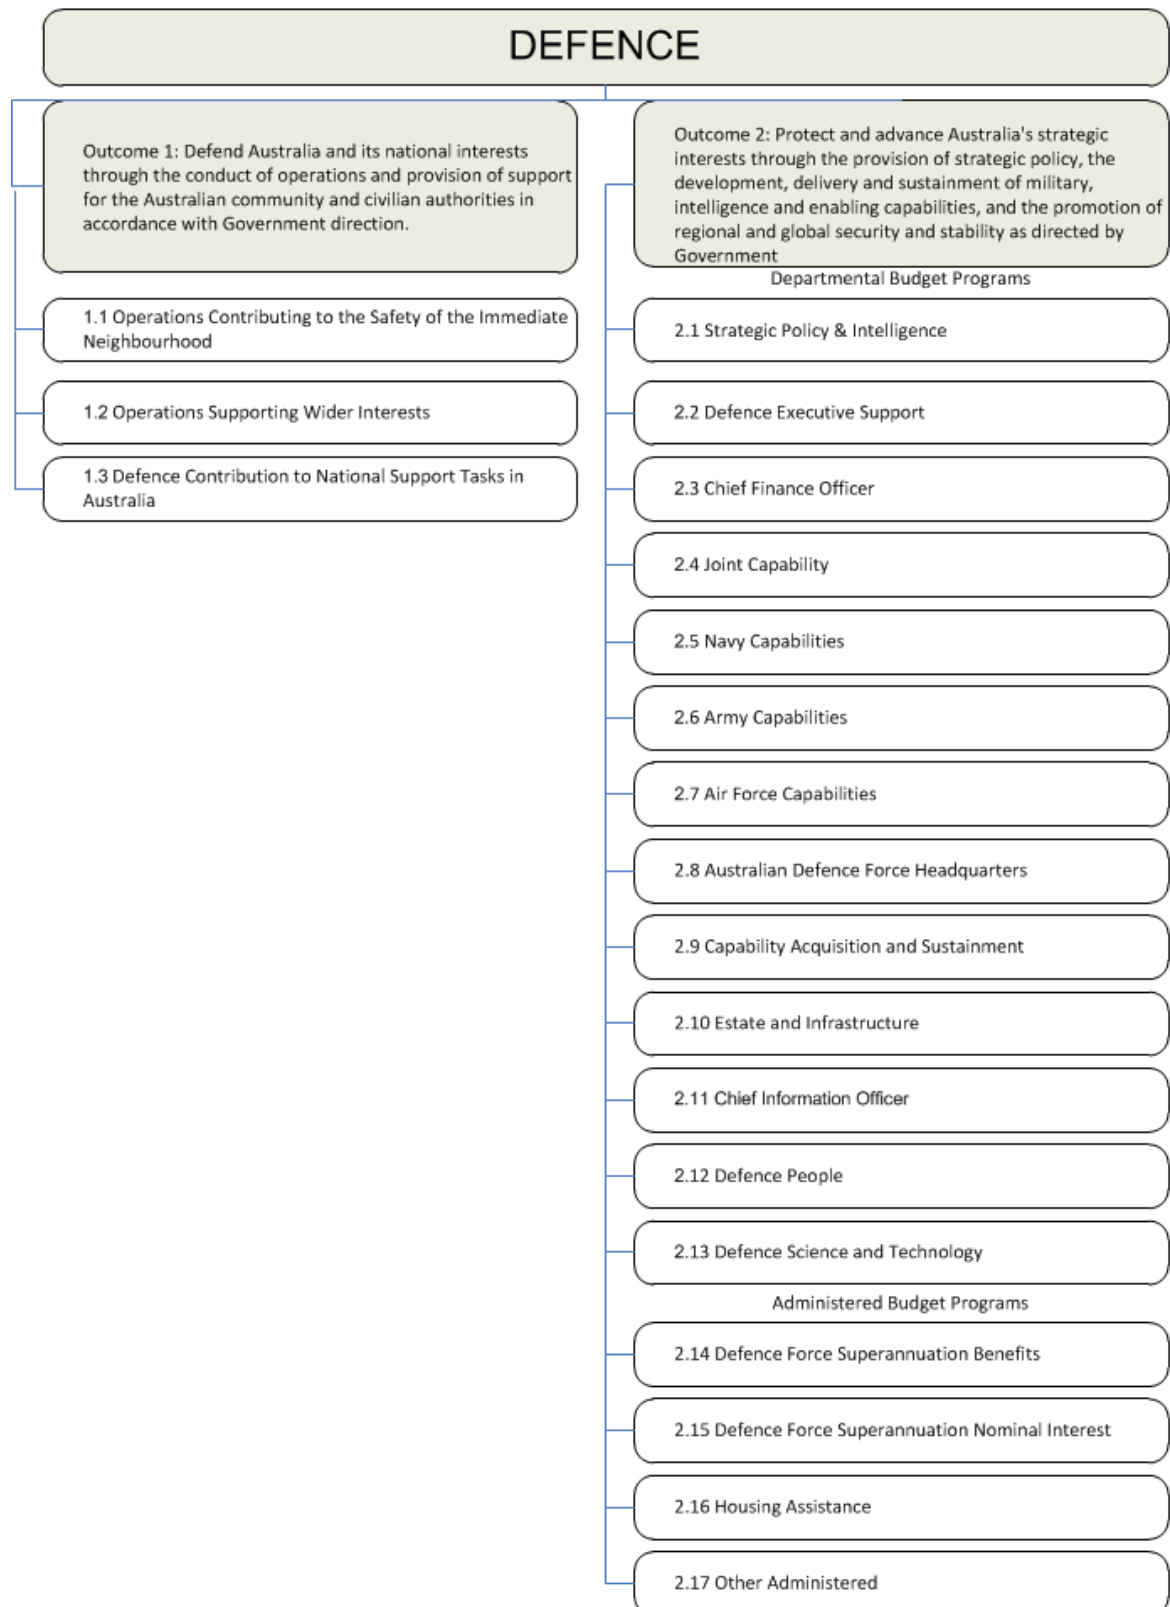 DEFENCE
Outcome 1: Defend Australia and its national interests
through the conduct of operations and provision of support
for the Australian community and civilian authorities in
accordance with Government direction.
1.1 Operations Contributing to the Safety of the Immediate
Neighbourhood
1.2 Operations Supporting Wider Interests
1.3 Defence Contribution to National Support Tasks in
Australia
Outcome 2: Protect and advance Australia's strategic
interests through the provision of strategic policy, the
development, delivery and sustainment of military,
intelligence and enabling capabilities, and the promotion of
regional and global security and stability as directed by
Government
Departmental Budget Programs
2.1 Strategic Policy & Intelligence
2.2 Defence Executive Support
2.3 Chief Finance Officer
2.4 Joint Capability
2.5 Navy Capabilities
2.6 Army Capabilities
2.7 Air Force Capabilities
2.8 Australian Defence Force Headquarters
2.9 Capability Acquisition and Sustainment
2.10 Estate and Infrastructure
2.11 Chief Information Officer
2.12 Defence People
2.13 Defence Science and Technology
Administered Budget Programs
2.14 Defence Force Superannuation Benefits
2.15 Defence Force Superannuation Nominal Interest
2.16 Housing Assistance
2.17 Other Administered